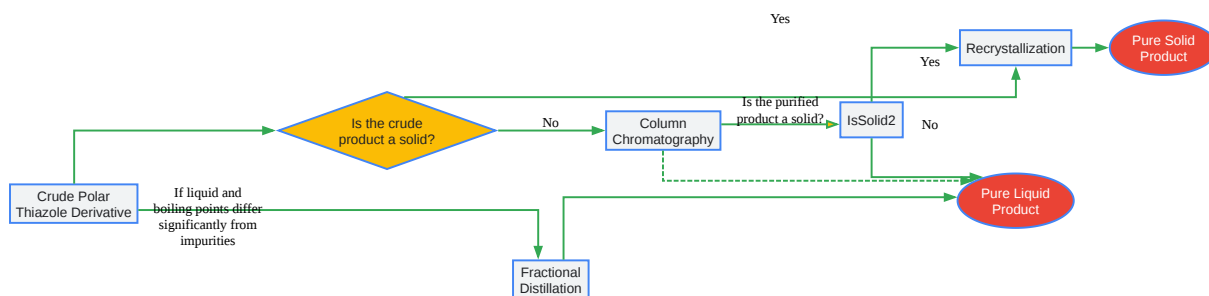 Yes
Pure Solid
Product
Recrystallization
Yes
Is the crude
product a solid?
No
Column
Chromatography
Is the purified
product a solid?
IsSolid2
No
Crude Polar
Thiazole Derivative
If liquid and
boiling points differ
significantly from
impurities
Pure Liquid
Product
Fractional
Distillation